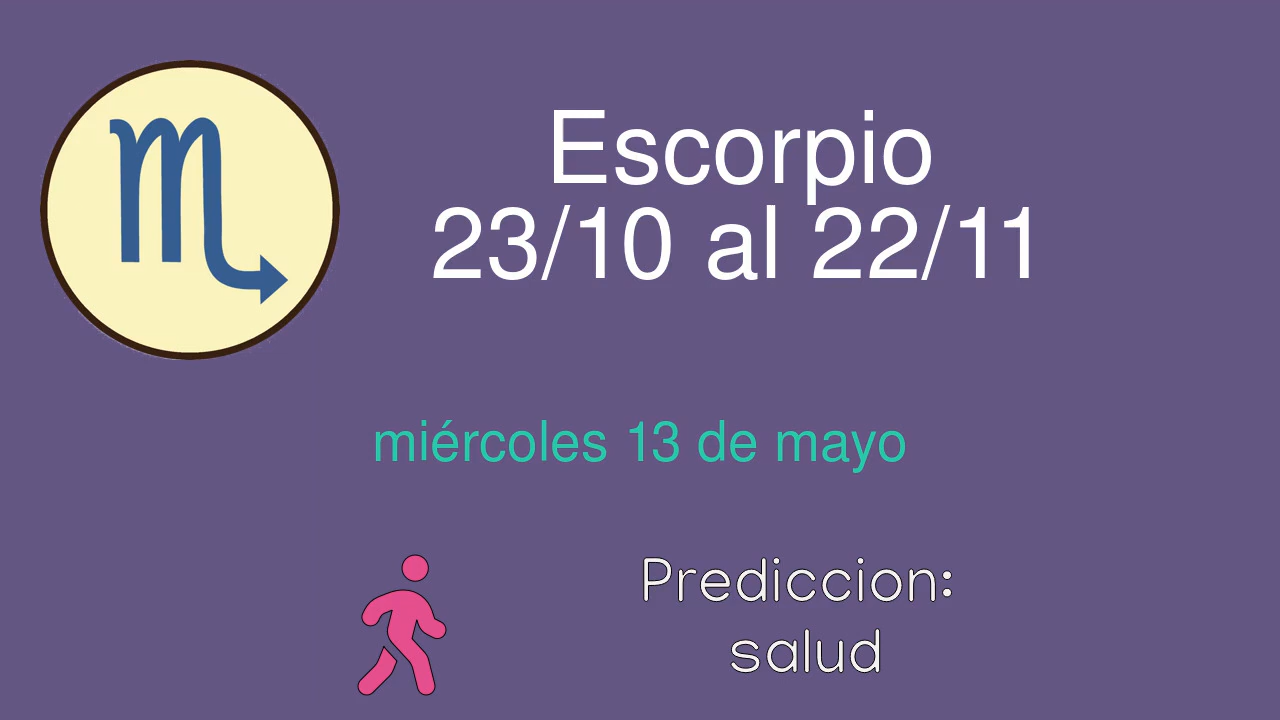 Escorpio
23/10 al 22/11
miércoles 13 de mayo
Prediccion:
salud